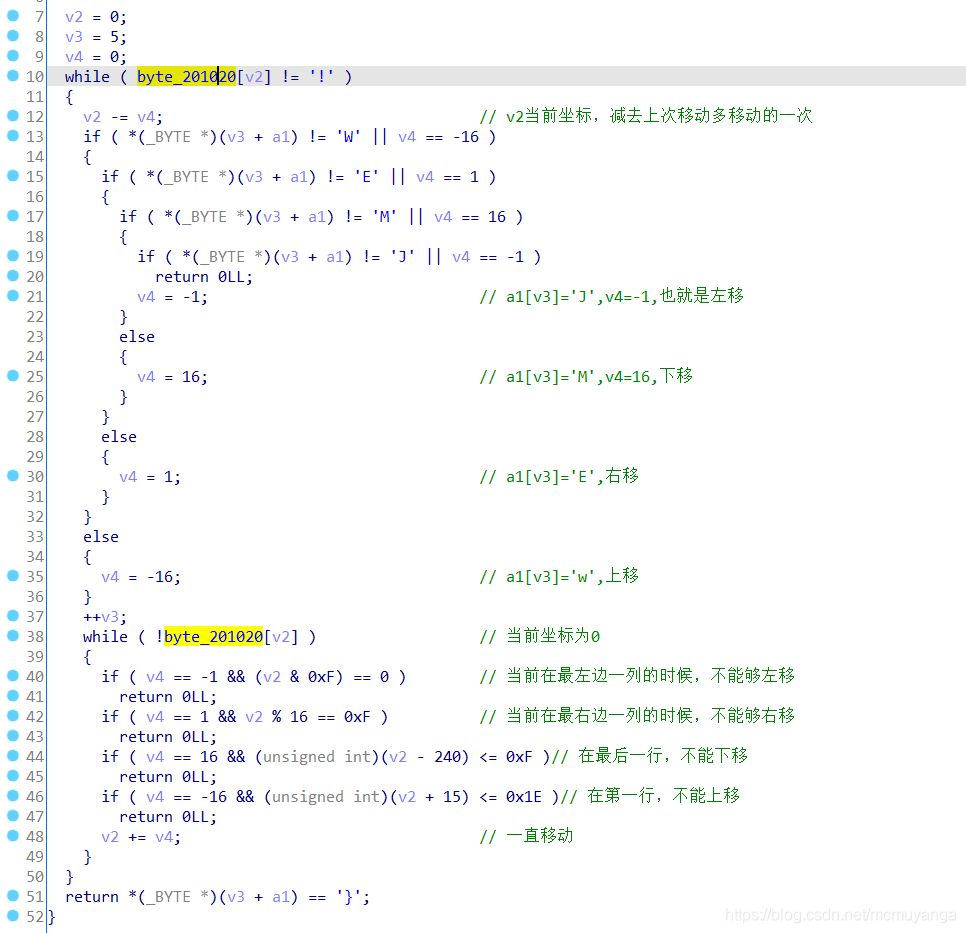 7 v2 = 0;
8 v3 = 5;
9 v4 = 0;
10 while ( byte_201020[v2] != '!' )
11 {
12 v2 -= v4; // v2当前坐标，减去上次移动多移动的一次
13 if ( *(_BYTE *)(v3 + a1) != 'W' || v4 == -16 )
14 {
15 if ( *(_BYTE *)(v3 + a1) != 'E' || v4 == 1 )
16 {
17 if ( *(_BYTE *)(v3 + a1) != 'M' || v4 == 16 )
18 {
19 if ( *(_BYTE *)(v3 + a1) != 'J' || v4 == -1 )
20 return 0LL;
21 v4 = -1; // a1[v3]='J',v4=-1,也就是左移
22 }
23 else
24 {
25 v4 = 16; // a1[v3]='M',v4=16,下移
26 }
27 }
28 else
29 {
30 v4 = 1; // a1[v3]='E',右移
31 }
32 }
33 else
34 {
35 v4 = -16; // a1[v3]='w',上移
36 }
37 ++v3;
38 while ( !byte_201020[v2] ) // 当前坐标为0
39 {
40 if ( v4 == -1 && (v2 & 0xF) == 0 ) // 当前在最左边一列的时候，不能够左移
41 return 0LL;
42 if ( v4 == 1 && v2 % 16 == 0xF ) // 当前在最右边一列的时候，不能够右移
43 return 0LL;
44 if ( v4 == 16 && (unsigned int)(v2 - 240) <= 0xF )// 在最后一行，不能下移
45 return 0LL;
46 if ( v4 == -16 && (unsigned int)(v2 + 15) <= 0x1E )// 在第一行，不能上移
47 return 0LL;
48 v2 += v4; // 一直移动
49 }
50 }
51 return *(_BYTE *)(v3 + a1) == '}';
52 }
https://blog.csdn.net/mcmuyanga